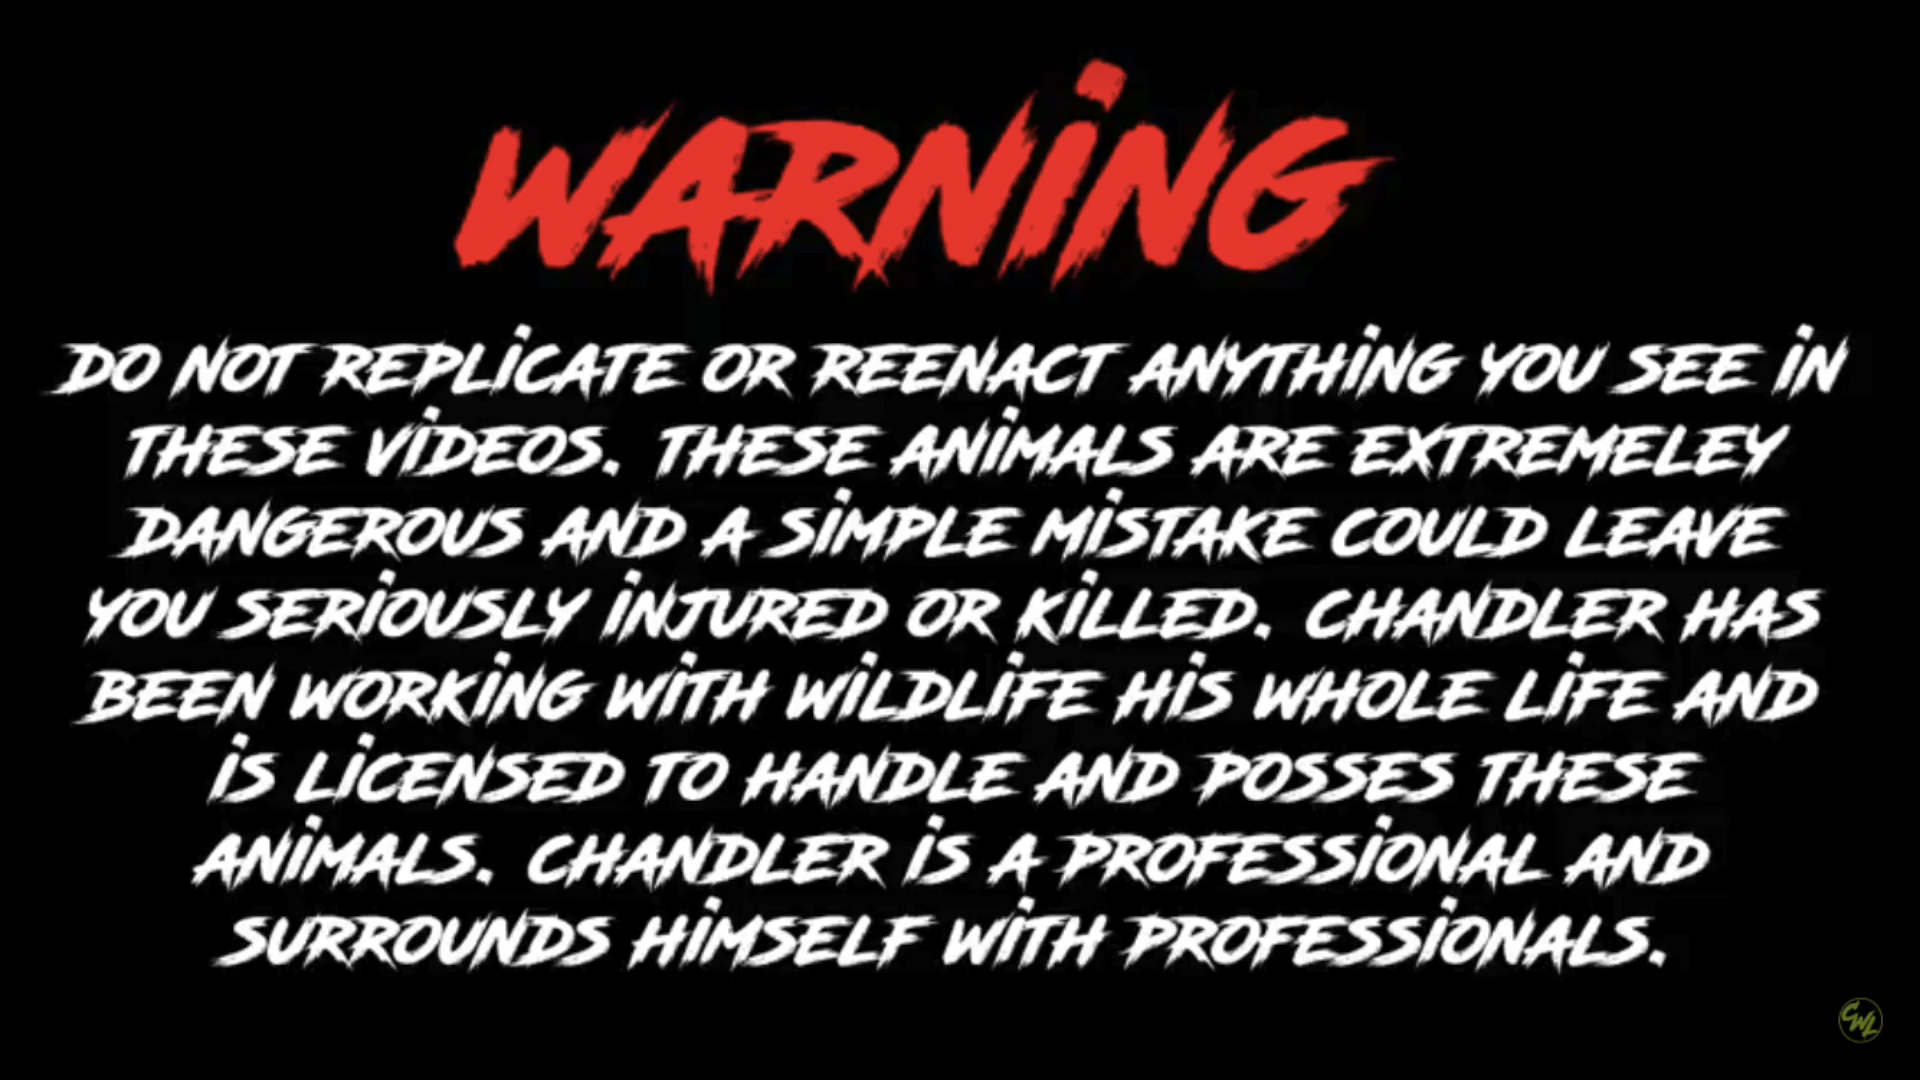 WARNiNG
DO NOT REPLiCATE OR REENACT ANYTHiNG YOU SEE iN
THESE ViDEOS. THESE ANiMALS ARE EXTREMELEY
DANGEROUS AND A SiMPLE MiSTAKE COULD LEAVE
YOU SERiOUSLY iNJURED OR KiLLED. CHANDLER HAS
BEEN WORKiNG WiTH WiLDLiFE HiS WHOLE LiFE AND
iS LiCENSED TO HANDLE AND POSSES THESE
ANiMALS. CHANDLER iS A PROFESSiONAL AND
SURROUNDS HiMSELF WiTH PROFESSiONALS.
CWL